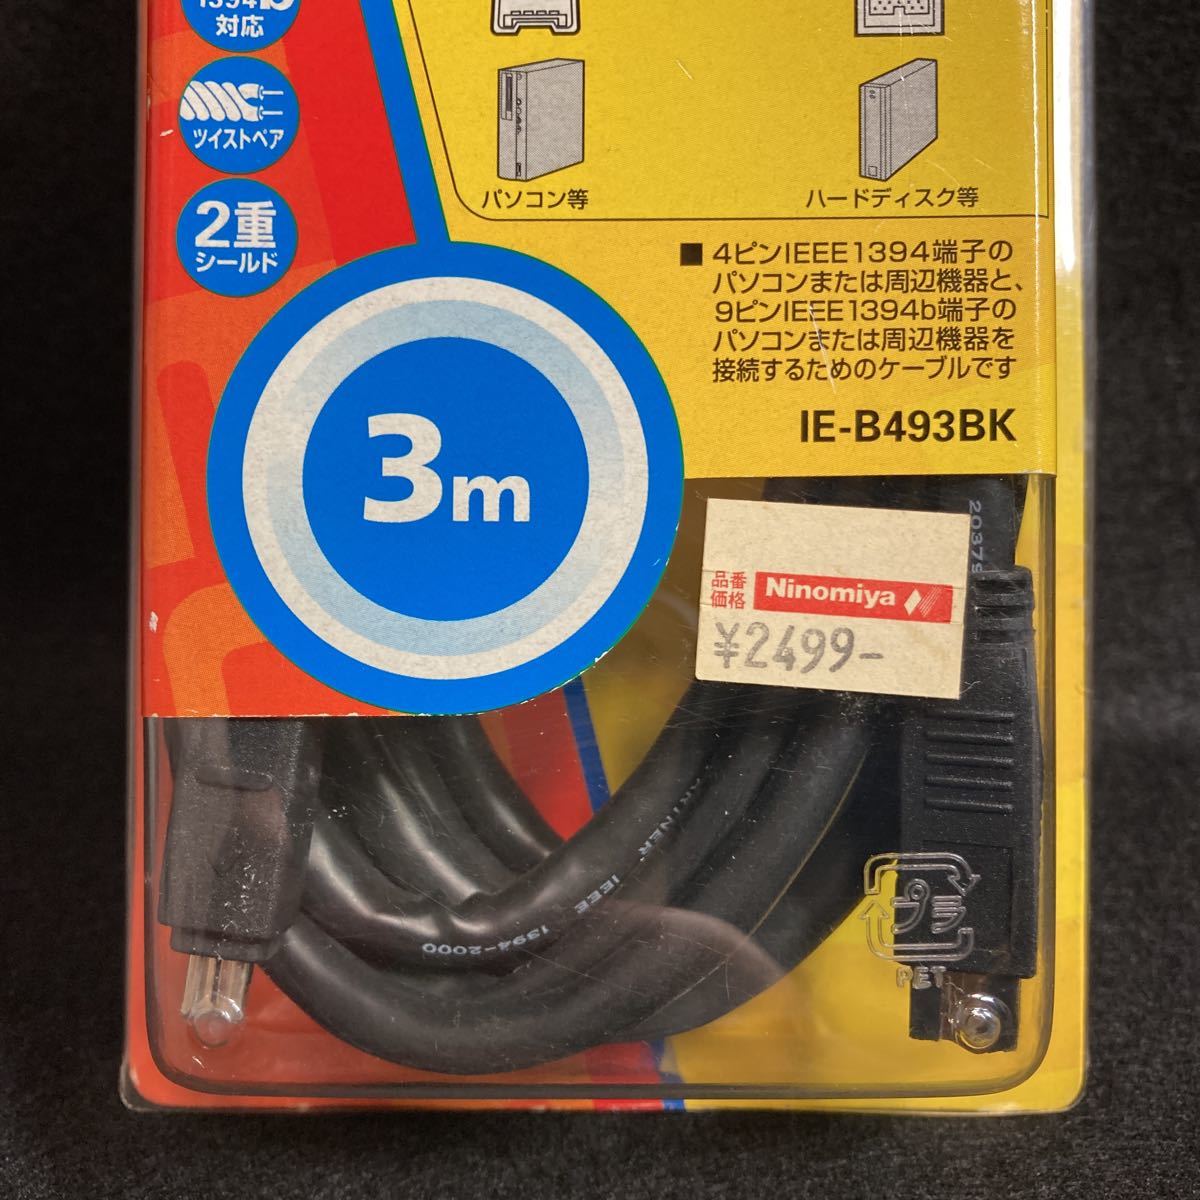 1394b
対応
ツイストペア
2重
シールド
パソコン等
ハードディスク等
■4ピンIEEE1394端子の
パソコンまたは周辺機器と、
9ピンIEEE1394b端子の
パソコンまたは周辺機器を
接続するためのケーブルです
IE-B493BK
3m
品番
価格
Ninomiya
¥2499-
20379
ARTNER IEEE 1394-2000
プラ
PET